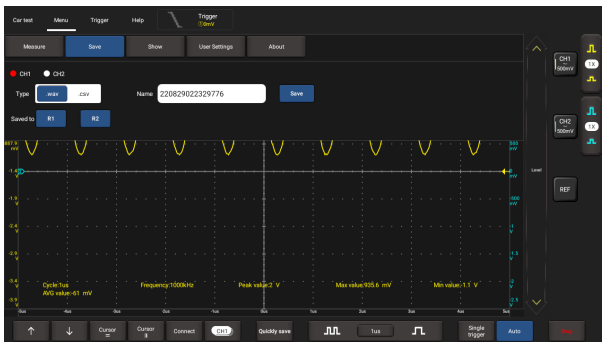 Car test Menu Trigger Help Trigger
0mV
Measure Save Show User Settings About
CH1 CH2
Type .wav .csv Name 220829022329776 Save
Saved to R1 R2
CH1
500mV
1X
CH2
500mV
1X
Level
REF
Cycle:1us Frequency:1000kHz Peak value:2 V Max value:935.6 mV Min value:-1.1 V
AVG value:-61 mV
Cursor Cursor Connect CH1 Quickly save 1us Single trigger Auto